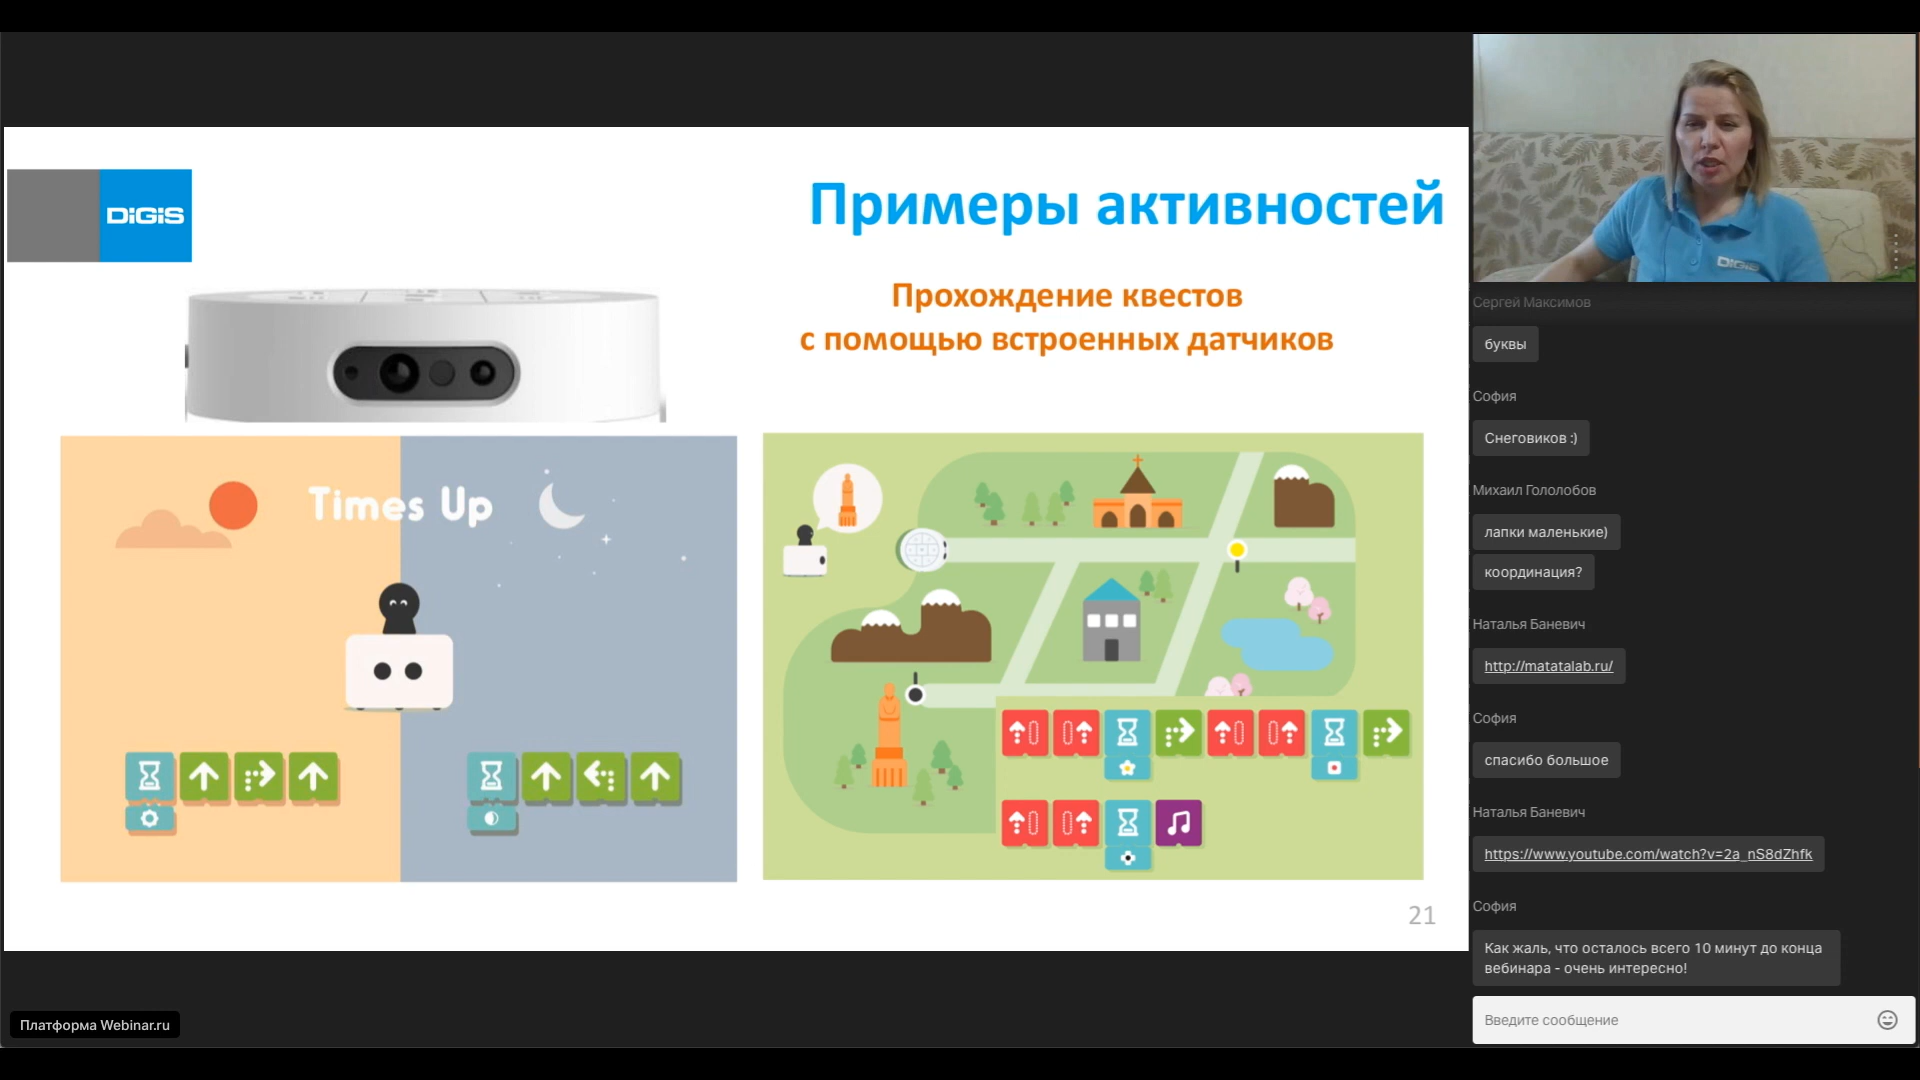 DiGiS
Примеры активностей
Прохождение квестов
с помощью встроенных датчиков
Times Up
21
Платформа Webinar.ru
DiGiS
Сергей Максимов
буквы
София
Снеговиков :)
Михаил Гололобов
лапки маленькие)
координация?
Наталья Баневич
http://matatalab.ru/
София
спасибо большое
Наталья Баневич
https://www.youtube.com/watch?v=2a_nS8dZhfk
София
Как жаль, что осталось всего 10 минут до конца
вебинара - очень интересно!
Введите сообщение